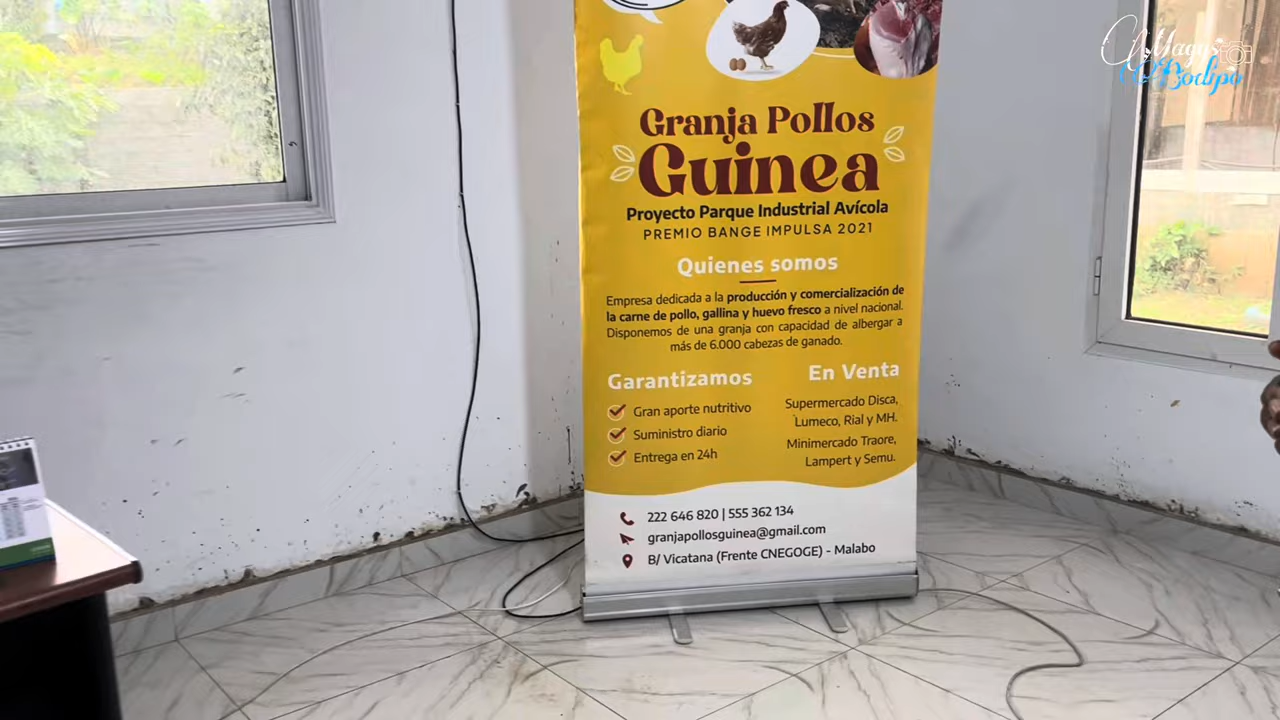 Magus
Bodipo
Granja Pollos
Guinea
Proyecto Parque Industrial Avícola
PREMIO BANGE IMPULSA 2021
Quienes somos
Empresa dedicada a la producción y comercialización de
la carne de pollo, gallina y huevo fresco a nivel nacional.
Disponemos de una granja con capacidad de albergar a
más de 6.000 cabezas de ganado.
Garantizamos
Gran aporte nutritivo
Suministro diario
Entrega en 24h
En Venta
Supermercado Disca,
Lumeco, Rial y MH.
Minimercado Traore,
Lampert y Semu.
222 646 820 | 555 362 134
granjapollosguinea@gmail.com
B/ Vicatana (Frente CNEGOGE) - Malabo